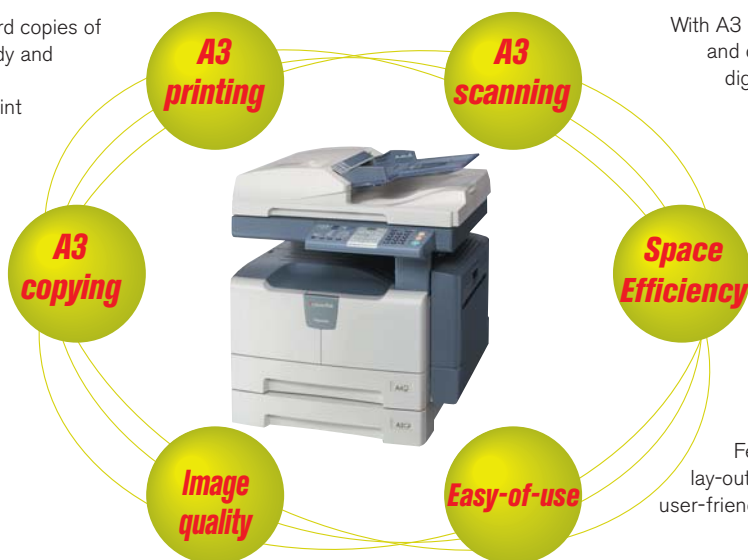 rd copies of
dy and
int
With A3
and
dig
A3
printing
A3
scanning
A3
copying
Space
Efficiency
Image
quality
Easy-of-use
Fe
lay-out
user-frien